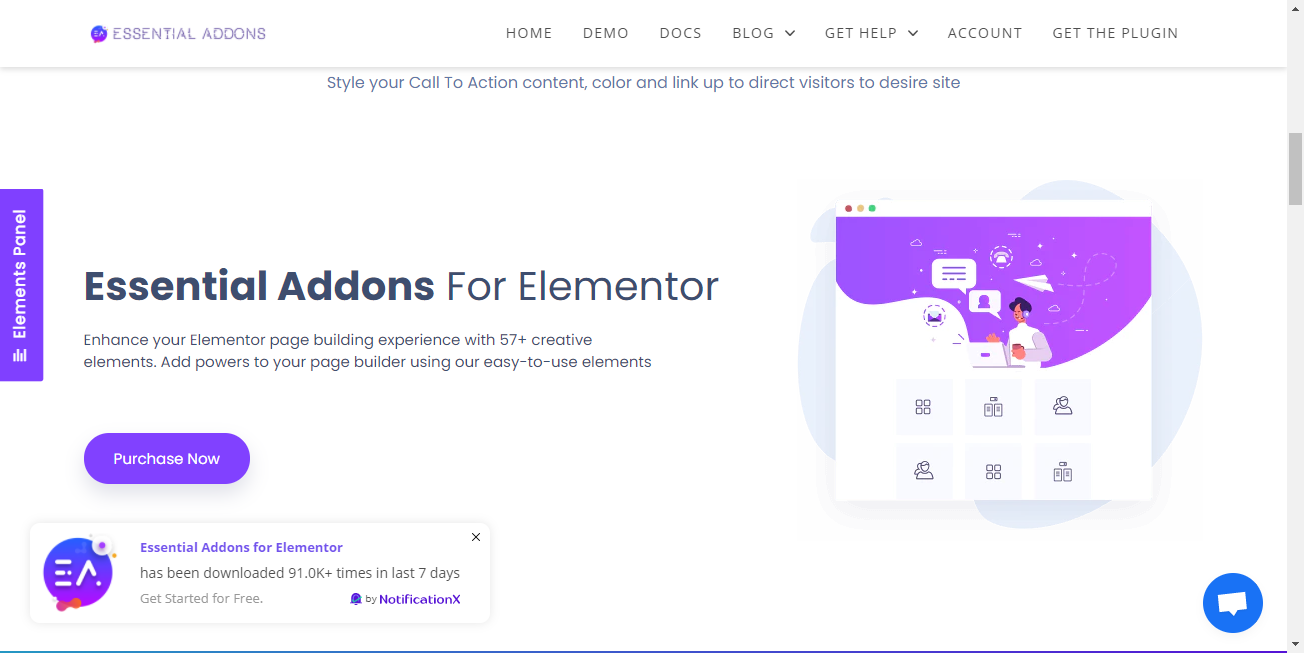 ESSENTIAL ADDONS
HOME DEMO DOCS BLOG GET HELP ACCOUNT GET THE PLUGIN
Style your Call To Action content, color and link up to direct visitors to desire site
Elements Panel
Essential Addons For Elementor
Enhance your Elementor page building experience with 57+ creative
elements. Add powers to your page builder using our easy-to-use elements
Purchase Now
Essential Addons for Elementor
has been downloaded 91.0K+ times in last 7 days
Get Started for Free.
by NotificationX